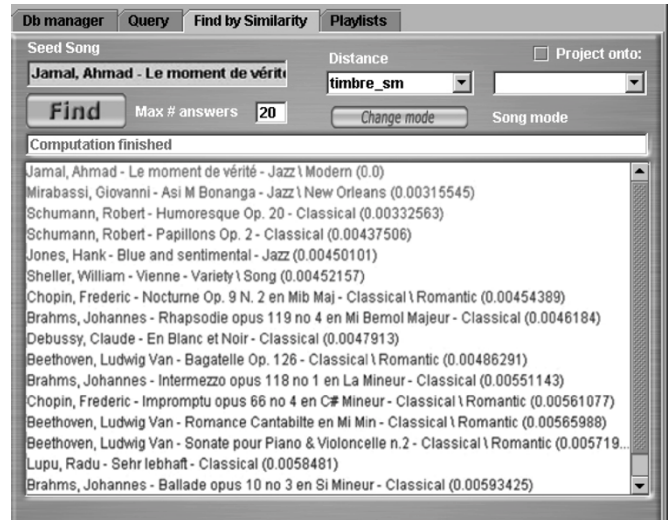 Db manager Query Find by Similarity Playlists
Seed Song
Distance
Project onto:
Jamal, Ahmad - Le moment de vérit
timbre_sm
Find Max # answers 20 Change mode Song mode
Computation finished
Jamal, Ahmad - Le moment de vérité - Jazz \ Modern (0.0)
Mirabassi, Giovanni - Asi M Bonanga - Jazz \ New Orleans (0.00315545)
Schumann, Robert - Humoresque Op. 20 - Classical (0.00332563)
Schumann, Robert - Papillons Op. 2 - Classical (0.00437506)
Jones, Hank - Blue and sentimental - Jazz (0.00450101)
Sheller, William - Vienne - Variety \ Song (0.00452157)
Chopin, Frederic - Nocturne Op. 9 N. 2 en Mib Maj - Classical \ Romantic (0.00454389)
Brahms, Johannes - Rhapsodie opus 119 no 4 en Mi Bemol Majeur - Classical (0.0046184)
Debussy, Claude - En Blanc et Noir - Classical (0.0047913)
Beethoven, Ludwig Van - Bagatelle Op. 126 - Classical \ Romantic (0.00486291)
Brahms, Johannes - Intermezzo opus 118 no 1 en La Mineur - Classical (0.00551143)
Chopin, Frederic - Impromptu opus 66 no 4 en C# Mineur - Classical \ Romantic (0.00561077)
Beethoven, Ludwig Van - Romance Cantabilte en Mi Min - Classical \ Romantic (0.00565988)
Beethoven, Ludwig Van - Sonate pour Piano & Violoncelle n.2 - Classical \ Romantic (0.005719...
Lupu, Radu - Sehr lebhaft - Classical (0.0058481)
Brahms, Johannes - Ballade opus 10 no 3 en Si Mineur - Classical (0.00593425)